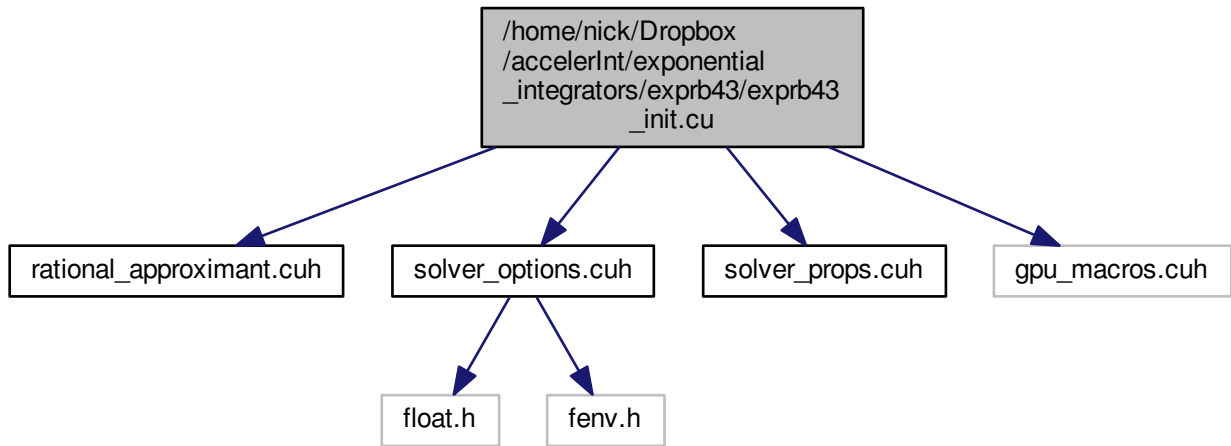 /home/nick/Dropbox
/accelerInt/exponential
_integrators/exprb43/exprb43
_init.cu
rational_approximant.cuh
solver_options.cuh
solver_props.cuh
gpu_macros.cuh
float.h
fenv.h